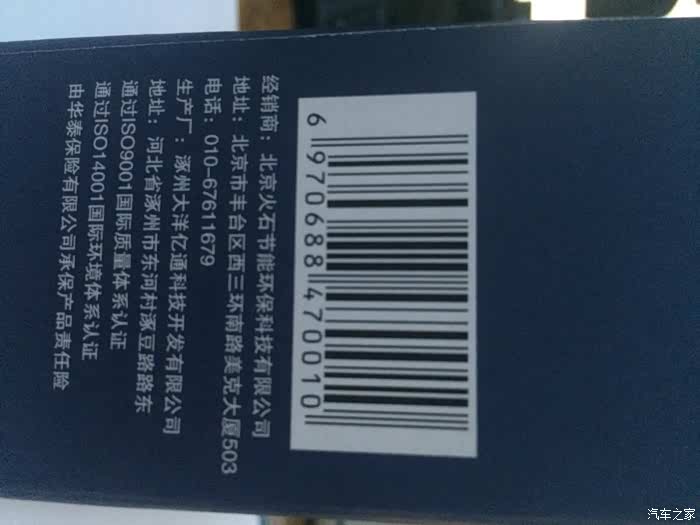 经销商：北京火石节能环保科技有限公司
地址：北京市丰台区西三环南路美克大厦503
电话：010-67611679
生产厂：涿州大洋亿通科技开发有限公司
地址：河北省涿州市东河村涿豆路路东
通过ISO9001国际质量体系认证
通过ISO14001国际环境体系认证
由华泰保险有限公司承保产品责任险
6 970688 470010
汽车之家